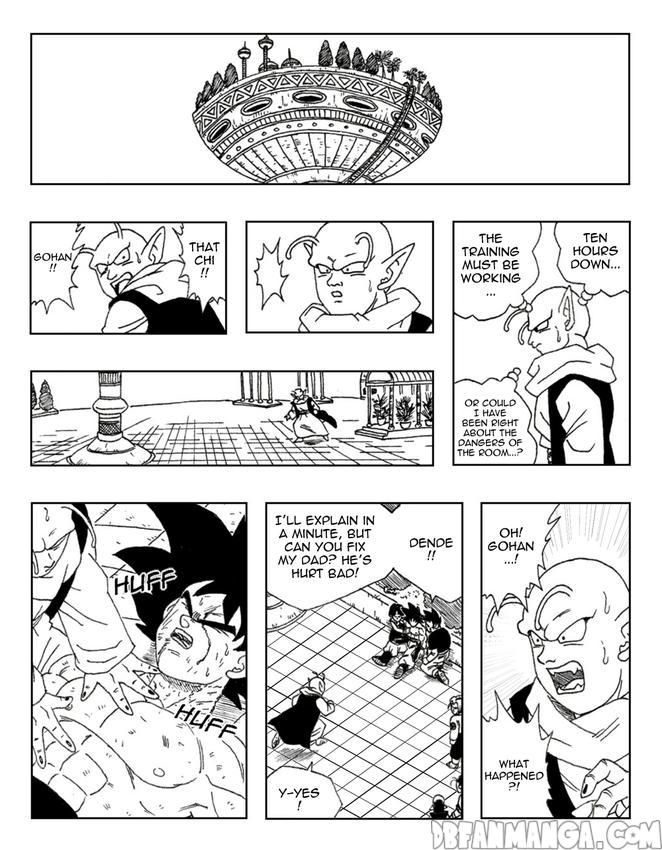 TEN
HOURS
DOWN...
THE
TRAINING
MUST BE
WORKING
...
OR COULD
I HAVE
BEEN RIGHT
ABOUT THE
DANGERS OF
THE ROOM...?
THAT
CHI
!!
GOHAN
!!
OH!
GOHAN
...!
WHAT
HAPPENED
?!
DENDE
!!
I'LL EXPLAIN IN
A MINUTE, BUT
CAN YOU FIX
MY DAD? HE'S
HURT BAD!
Y-YES
!
HUFF
HUFF
DBFANMANGA.COM